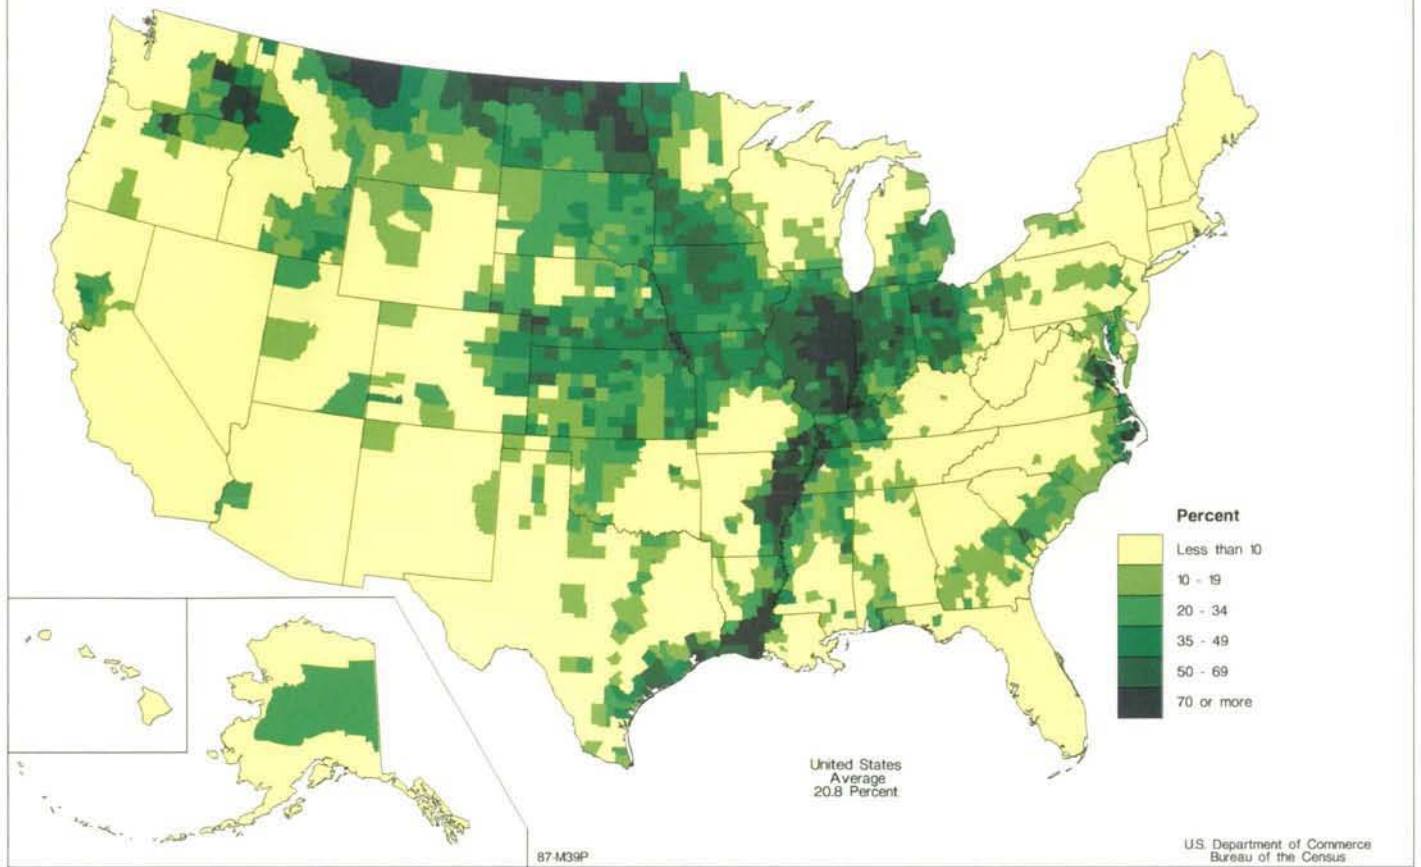 Percent
Less than 10
10 - 19
20 - 34
35 - 49
50 - 69
70 or more
United States
Average
20.8 Percent
87-M39P
U.S. Department of Commerce
Bureau of the Census